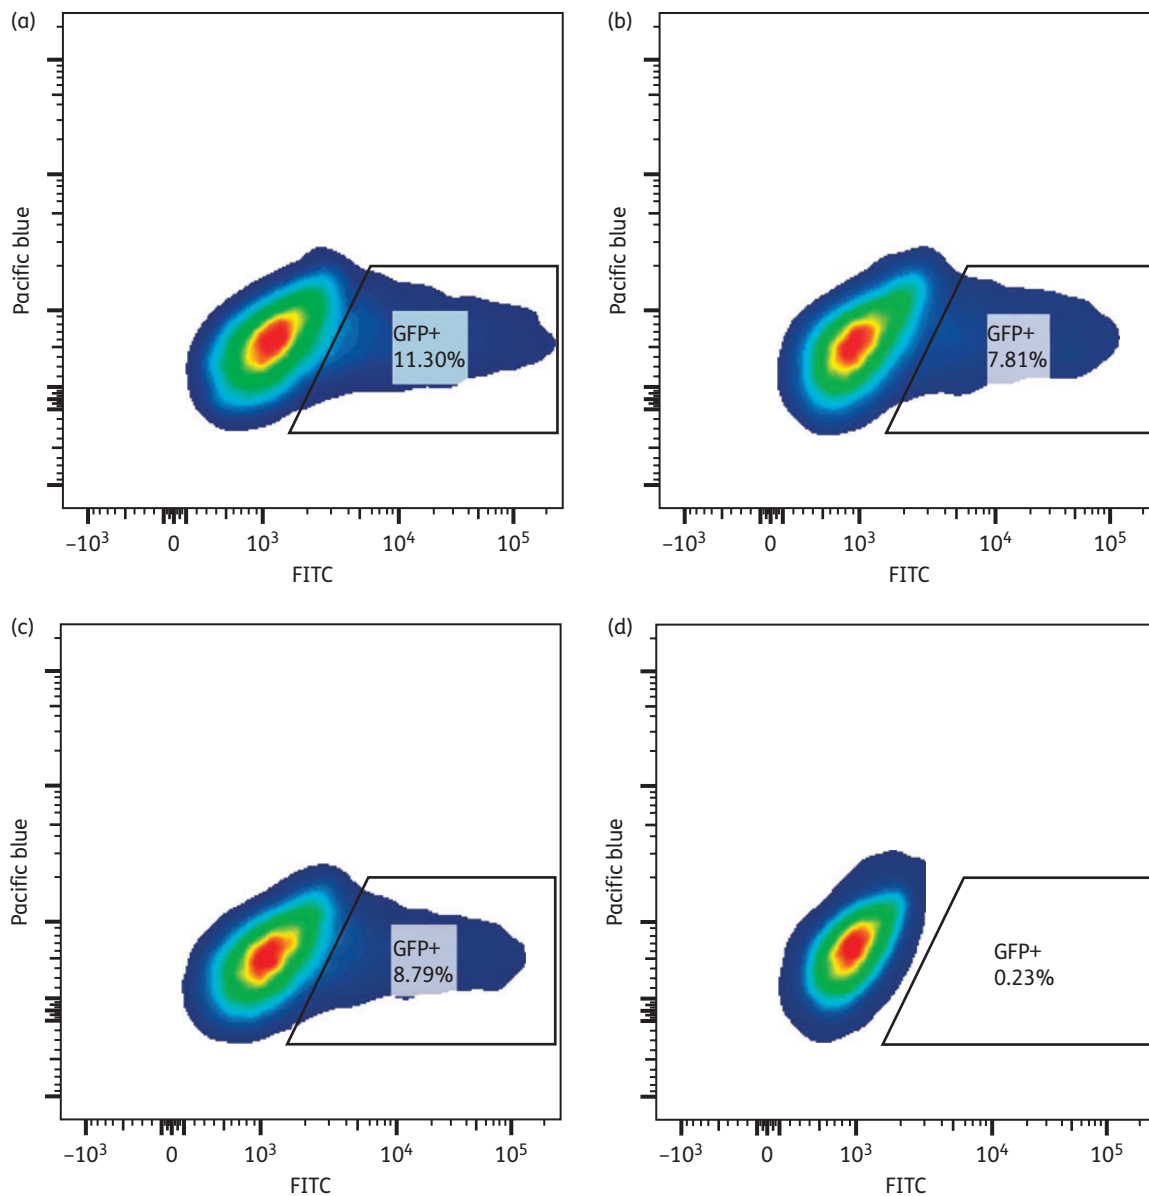 (a)
Pacific blue
GFP+
11.30%
–10³ 0 10³ 10⁴ 10⁵
FITC
(b)
Pacific blue
GFP+
7.81%
–10³ 0 10³ 10⁴ 10⁵
FITC
(c)
Pacific blue
GFP+
8.79%
–10³ 0 10³ 10⁴ 10⁵
FITC
(d)
Pacific blue
GFP+
0.23%
–10³ 0 10³ 10⁴ 10⁵
FITC